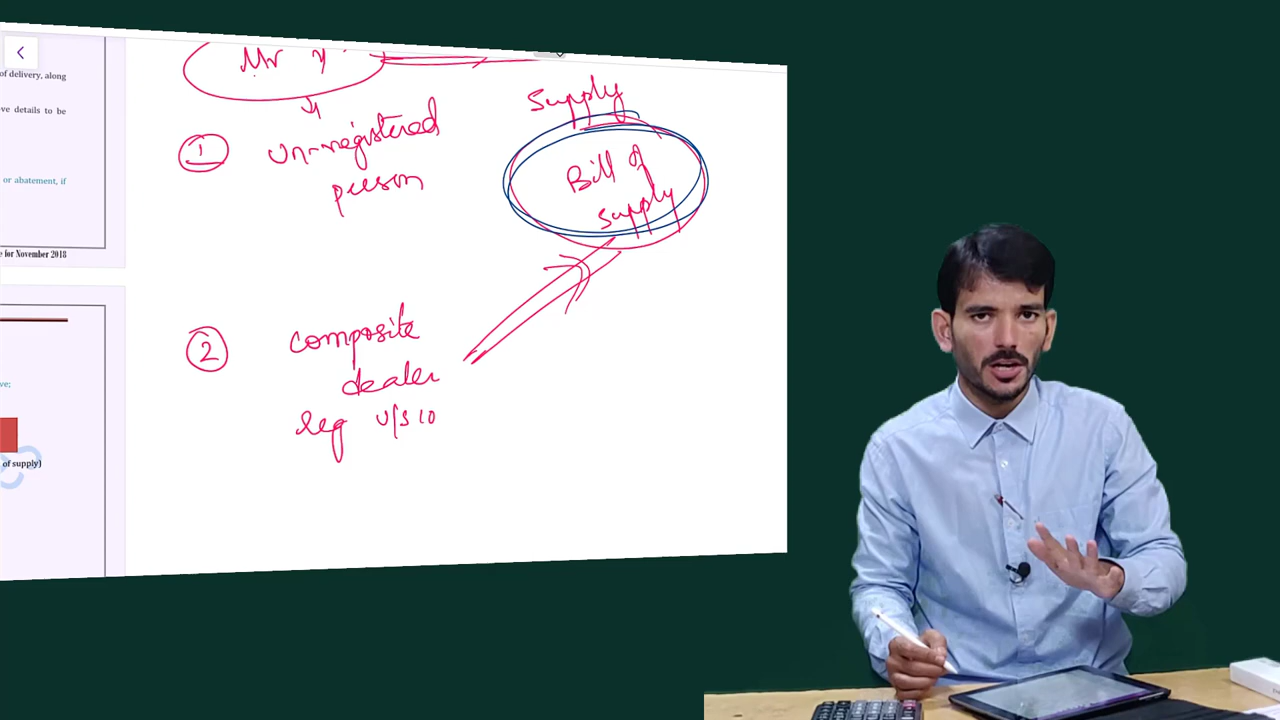 of delivery, along
ve details to be
or abatement, if
e for November 2018
ve;
of supply)
Mr Y
① un-registered
person
Supply
Bill of
supply
② composite
dealer
reg u/s 10